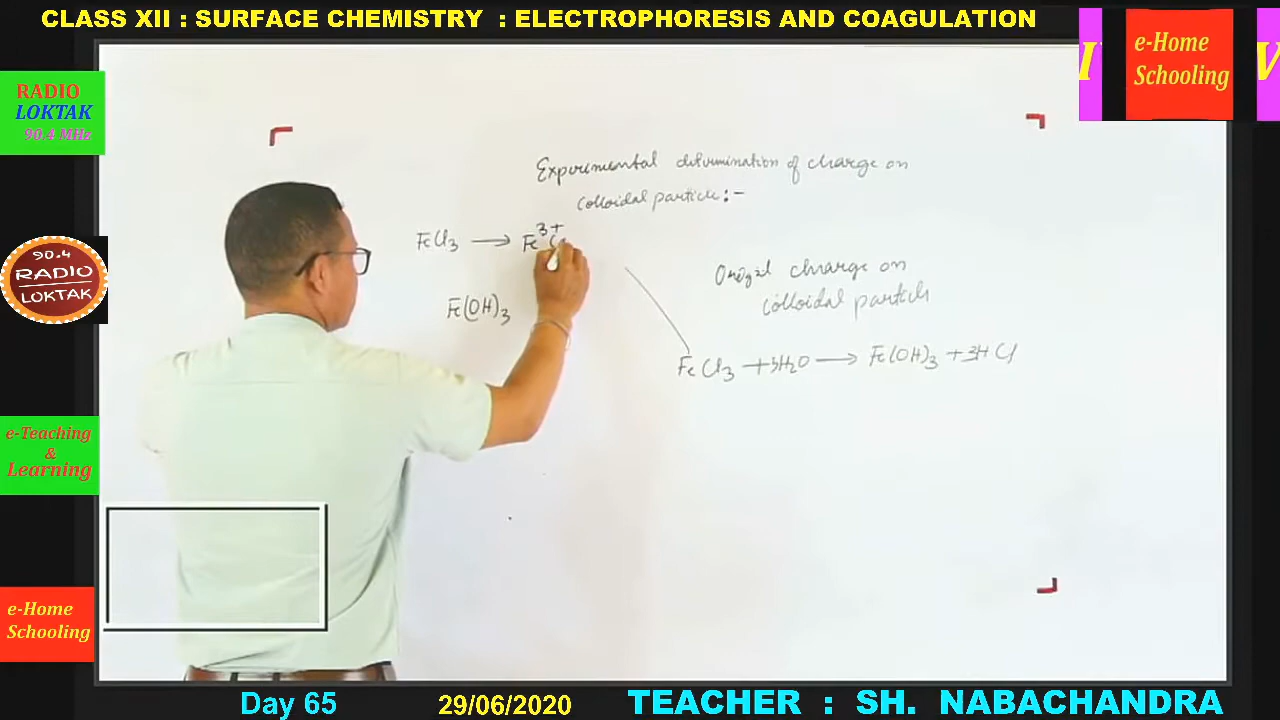 CLASS XII : SURFACE CHEMISTRY : ELECTROPHORESIS AND COAGULATION
I
e-Home
Schooling
V
RADIO
LOKTAK
90.4 MHz
Experimental determination of charge on
colloidal particle:-
FeCl3 → Fe3+
90.4
RADIO
LOKTAK
charge on
colloidal particle
Fe(OH)3
FeCl3 + 3H2O → Fe(OH)3 + 3HCl
e-Teaching
&
Learning
e-Home
Schooling
Day 65
29/06/2020
TEACHER : SH. NABACHANDRA